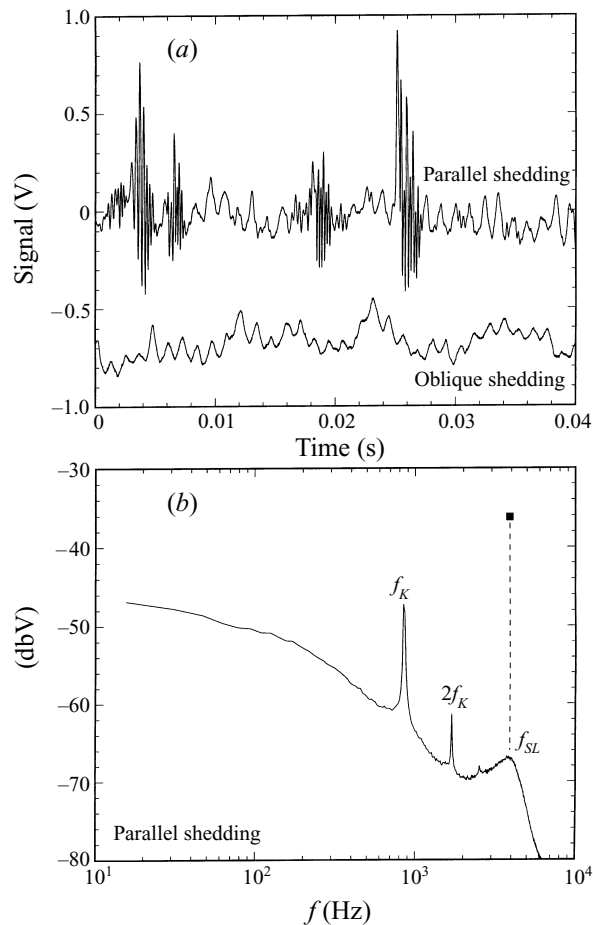 1.0
(a)
0.5
Parallel shedding
0
Signal (V)
−0.5
Oblique shedding
−1.0
0 0.01 0.02 0.03 0.04
Time (s)
−30
(b)
−40
f_K
−50
(dbV)
2f_K
−60
f_SL
−70
Parallel shedding
−80
10^1 10^2 10^3 10^4
f (Hz)